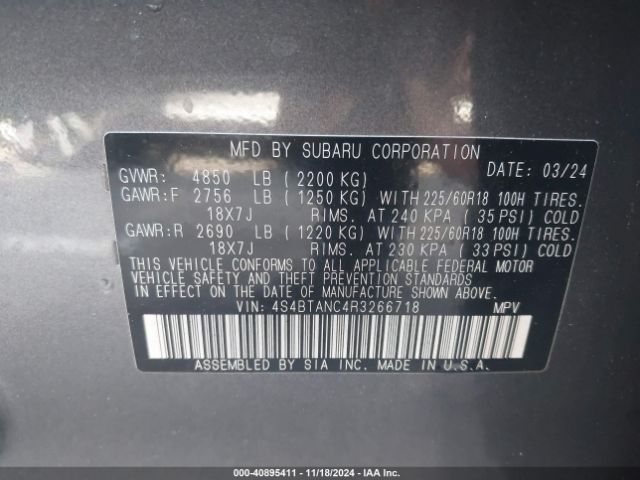 MFD BY SUBARU CORPORATION
DATE: 03/24
GVWR: 4850 LB (2200 KG)
GAWR:F 2756 LB (1250 KG) WITH 225/60R18 100H TIRES.
18X7J RIMS. AT 240 KPA (35 PSI) COLD
GAWR:R 2690 LB (1220 KG) WITH 225/60R18 100H TIRES.
18X7J RIMS. AT 230 KPA (33 PSI) COLD
THIS VEHICLE CONFORMS TO ALL APPLICABLE FEDERAL MOTOR
VEHICLE SAFETY AND THEFT PREVENTION STANDARDS
IN EFFECT ON THE DATE OF MANUFACTURE SHOWN ABOVE.
VIN: 4S4BTANC4R3266718 MPV
ASSEMBLED BY SIA INC. MADE IN U.S.A.
000-40895411 - 11/18/2024 - IAA Inc.